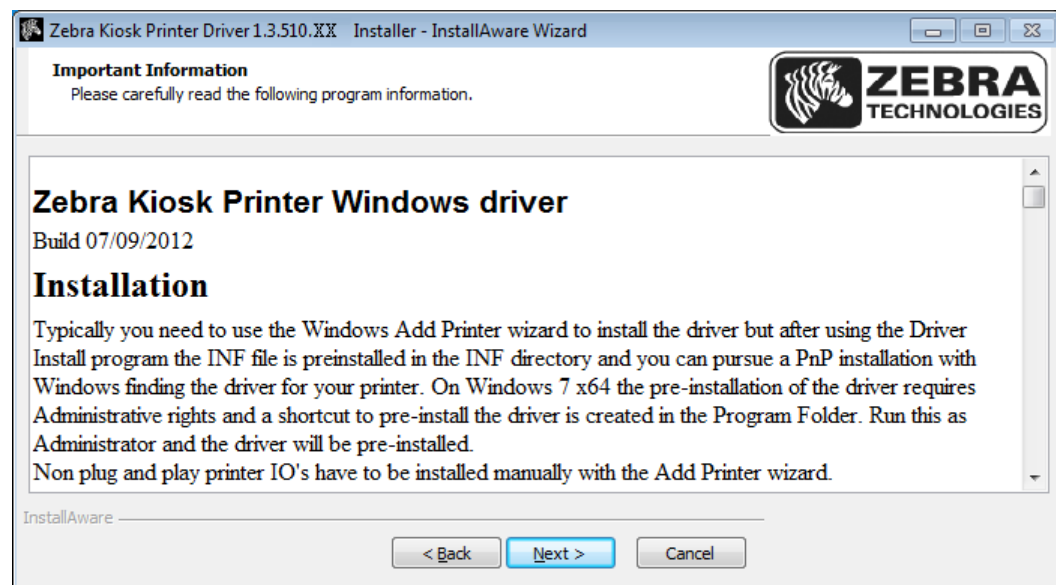 Zebra Kiosk Printer Driver 1.3.510.XX Installer - InstallAware Wizard
Important Information
Please carefully read the following program information.
ZEBRA
TECHNOLOGIES
Zebra Kiosk Printer Windows driver
Build 07/09/2012
Installation
Typically you need to use the Windows Add Printer wizard to install the driver but after using the Driver
Install program the INF file is preinstalled in the INF directory and you can pursue a PnP installation with
Windows finding the driver for your printer. On Windows 7 x64 the pre-installation of the driver requires
Administrative rights and a shortcut to pre-install the driver is created in the Program Folder. Run this as
Administrator and the driver will be pre-installed.
Non plug and play printer IO's have to be installed manually with the Add Printer wizard.
InstallAware
< Back Next > Cancel